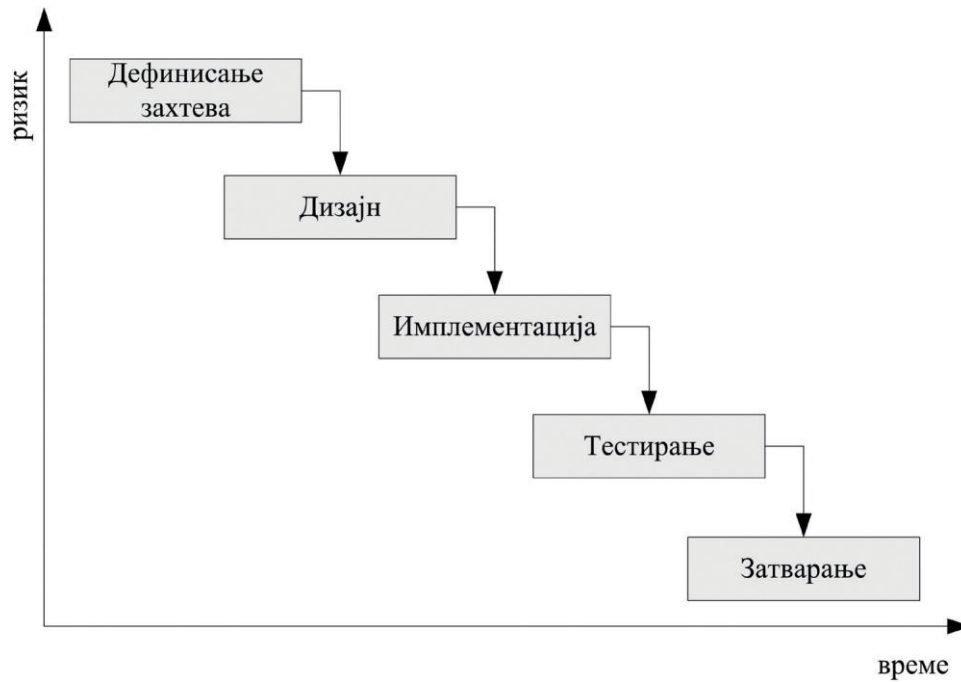 ризик
Дефинисање
захтева
Дизајн
Имплементација
Тестирање
Затварање
време